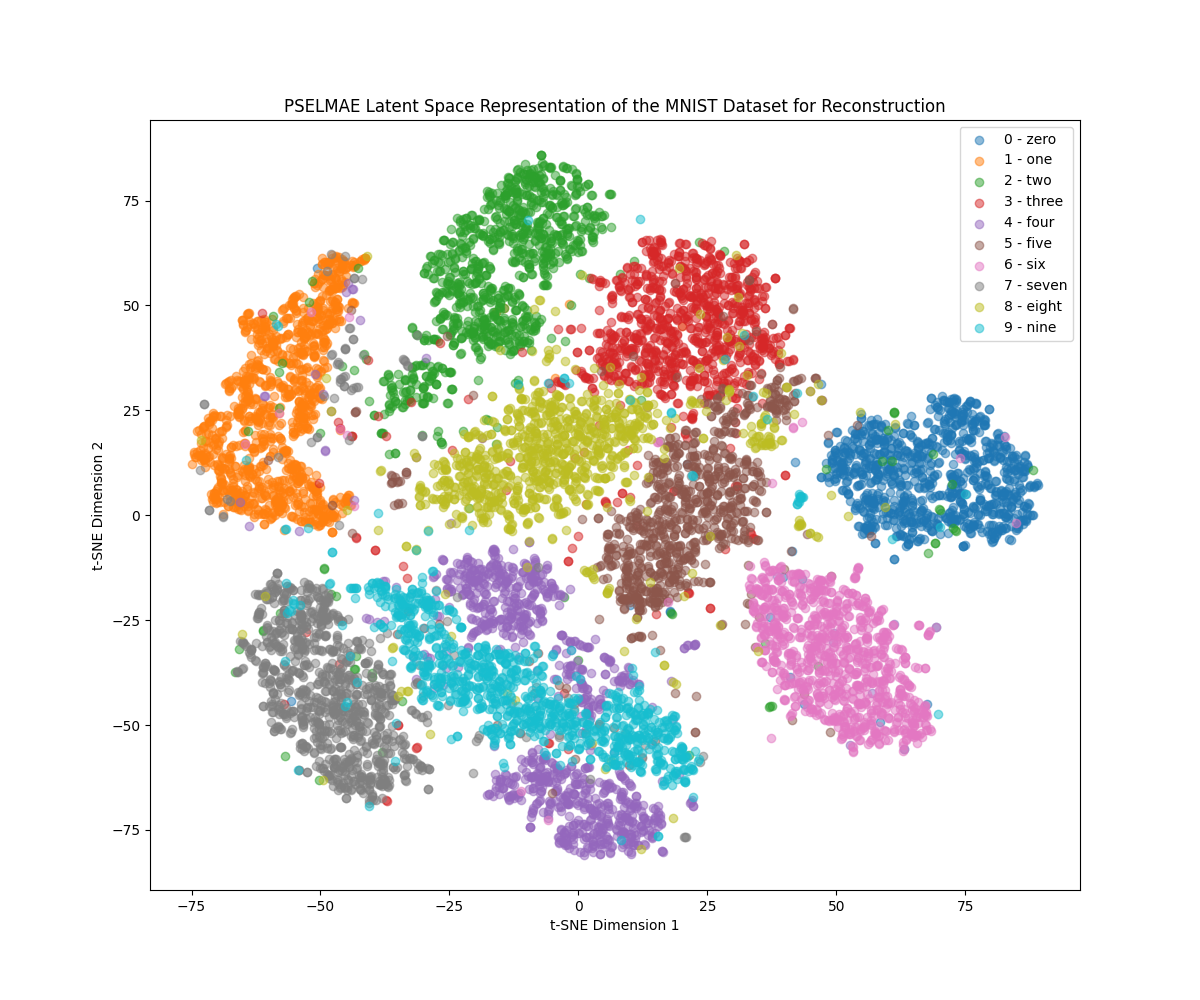 PSELMAE Latent Space Representation of the MNIST Dataset for Reconstruction
0 - zero
1 - one
2 - two
3 - three
4 - four
5 - five
6 - six
7 - seven
8 - eight
9 - nine
75
50
25
0
−25
−50
−75
t-SNE Dimension 2
−75 −50 −25 0 25 50 75
t-SNE Dimension 1